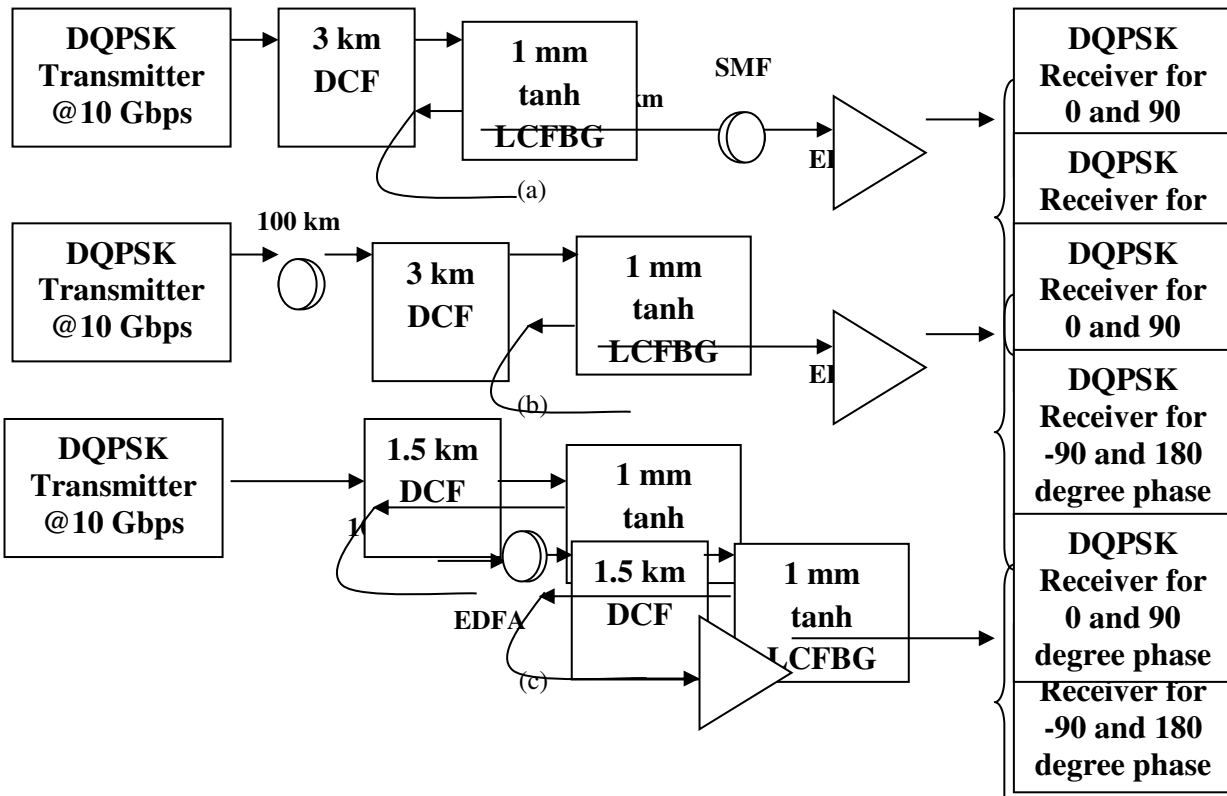 DQPSK
Transmitter
@10 Gbps
3 km
DCF
1 mm
tanh
LCFBG
km
SMF
(a)
DQPSK
Receiver for
0 and 90
DQPSK
Receiver for
DQPSK
Transmitter
@10 Gbps
100 km
3 km
DCF
1 mm
tanh
LCFBG
(b)
DQPSK
Receiver for
0 and 90
DQPSK
Receiver for
-90 and 180
degree phase
DQPSK
Transmitter
@10 Gbps
1.5 km
DCF
1 mm
tanh
EDFA
1.5 km
DCF
1 mm
tanh
LCFBG
(c)
DQPSK
Receiver for
0 and 90
degree phase
Receiver for
-90 and 180
degree phase